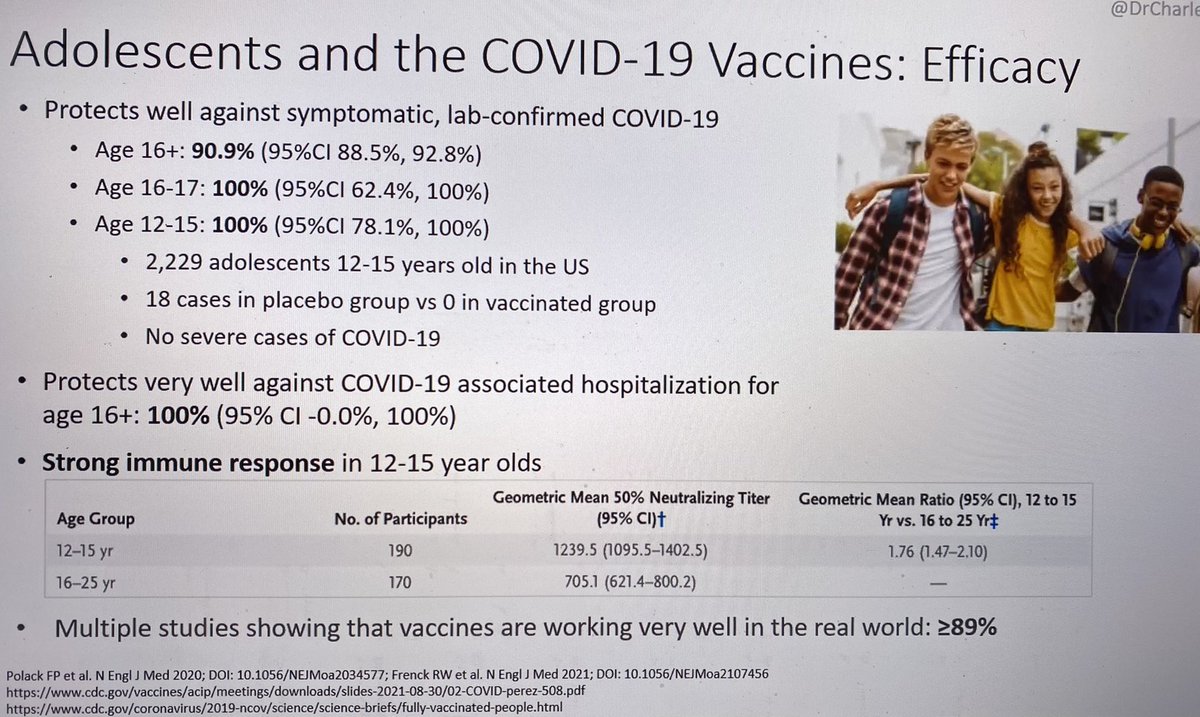 @DrCharle
Adolescents and the COVID-19 Vaccines: Efficacy
• Protects well against symptomatic, lab-confirmed COVID-19
• Age 16+: 90.9% (95%CI 88.5%, 92.8%)
• Age 16-17: 100% (95%CI 62.4%, 100%)
• Age 12-15: 100% (95%CI 78.1%, 100%)
• 2,229 adolescents 12-15 years old in the US
• 18 cases in placebo group vs 0 in vaccinated group
• No severe cases of COVID-19
• Protects very well against COVID-19 associated hospitalization for
age 16+: 100% (95% CI -0.0%, 100%)
• Strong immune response in 12-15 year olds
Age Group No. of Participants Geometric Mean 50% Neutralizing Titer (95% CI)† Geometric Mean Ratio (95% CI), 12 to 15 Yr vs. 16 to 25 Yr‡
12–15 yr 190 1239.5 (1095.5–1402.5) 1.76 (1.47–2.10)
16–25 yr 170 705.1 (621.4–800.2) —
• Multiple studies showing that vaccines are working very well in the real world: ≥89%
Polack FP et al. N Engl J Med 2020; DOI: 10.1056/NEJMoa2034577; Frenck RW et al. N Engl J Med 2021; DOI: 10.1056/NEJMoa2107456
https://www.cdc.gov/vaccines/acip/meetings/downloads/slides-2021-08-30/02-COVID-perez-508.pdf
https://www.cdc.gov/coronavirus/2019-ncov/science/science-briefs/fully-vaccinated-people.html